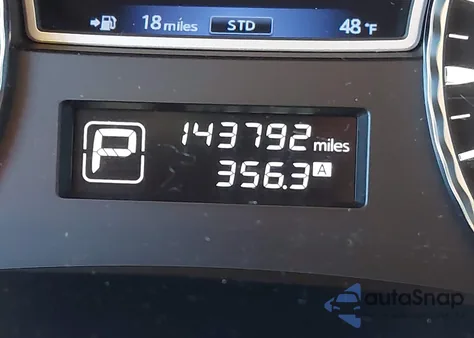 18 miles STD 48°F
P 143792 miles
356.3 A
autoSnap